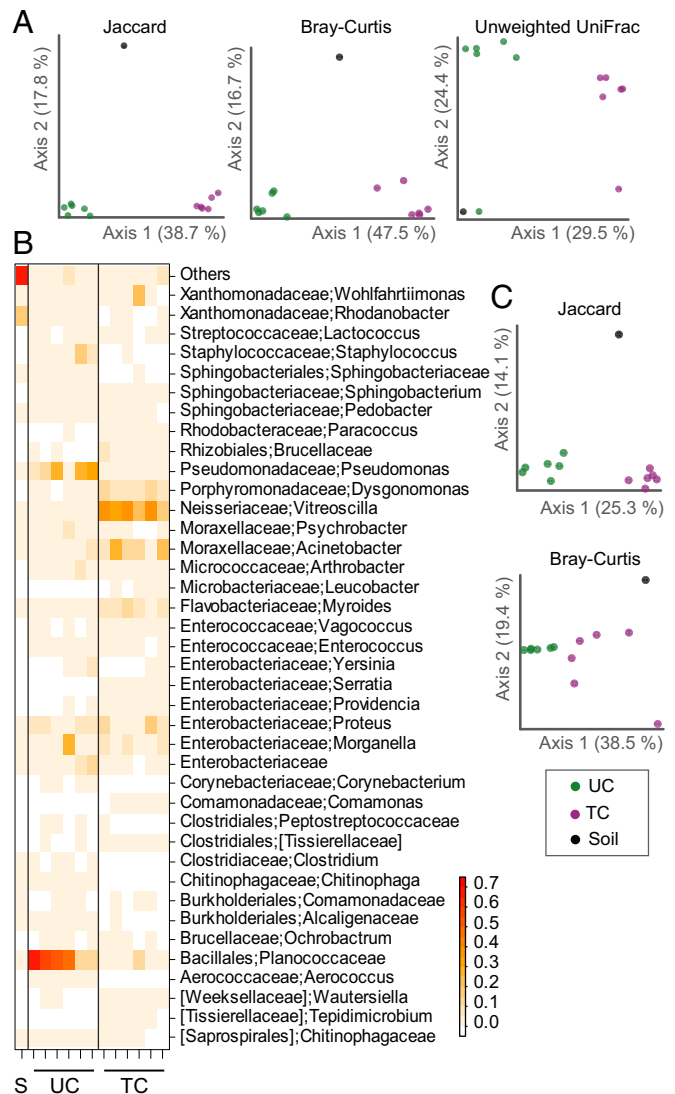 A
Jaccard
Axis 2 (17.8 %)
Axis 1 (38.7 %)
Bray-Curtis
Axis 2 (16.7 %)
Axis 1 (47.5 %)
Unweighted UniFrac
Axis 2 (24.4 %)
Axis 1 (29.5 %)
B
Others
Xanthomonadaceae;Wohlfahrtiimonas
Xanthomonadaceae;Rhodanobacter
Streptococcaceae;Lactococcus
Staphylococcaceae;Staphylococcus
Sphingobacteriales;Sphingobacteriaceae
Sphingobacteriaceae;Sphingobacterium
Sphingobacteriaceae;Pedobacter
Rhodobacteraceae;Paracoccus
Rhizobiales;Brucellaceae
Pseudomonadaceae;Pseudomonas
Porphyromonadaceae;Dysgonomonas
Neisseriaceae;Vitreoscilla
Moraxellaceae;Psychrobacter
Moraxellaceae;Acinetobacter
Micrococcaceae;Arthrobacter
Microbacteriaceae;Leucobacter
Flavobacteriaceae;Myroides
Enterococcaceae;Vagococcus
Enterococcaceae;Enterococcus
Enterobacteriaceae;Yersinia
Enterobacteriaceae;Serratia
Enterobacteriaceae;Providencia
Enterobacteriaceae;Proteus
Enterobacteriaceae;Morganella
Enterobacteriaceae
Corynebacteriaceae;Corynebacterium
Comamonadaceae;Comamonas
Clostridiales;Peptostreptococcaceae
Clostridiales;[Tissierellaceae]
Clostridiaceae;Clostridium
Chitinophagaceae;Chitinophaga
Burkholderiales;Comamonadaceae
Burkholderiales;Alcaligenaceae
Brucellaceae;Ochrobactrum
Bacillales;Planococcaceae
Aerococcaceae;Aerococcus
[Weeksellaceae];Wautersiella
[Tissierellaceae];Tepidimicrobium
[Saprospirales];Chitinophagaceae
S UC TC
0.7
0.6
0.5
0.4
0.3
0.2
0.1
0.0
C
Jaccard
Axis 2 (14.1 %)
Axis 1 (25.3 %)
Bray-Curtis
Axis 2 (19.4 %)
Axis 1 (38.5 %)
UC
TC
Soil